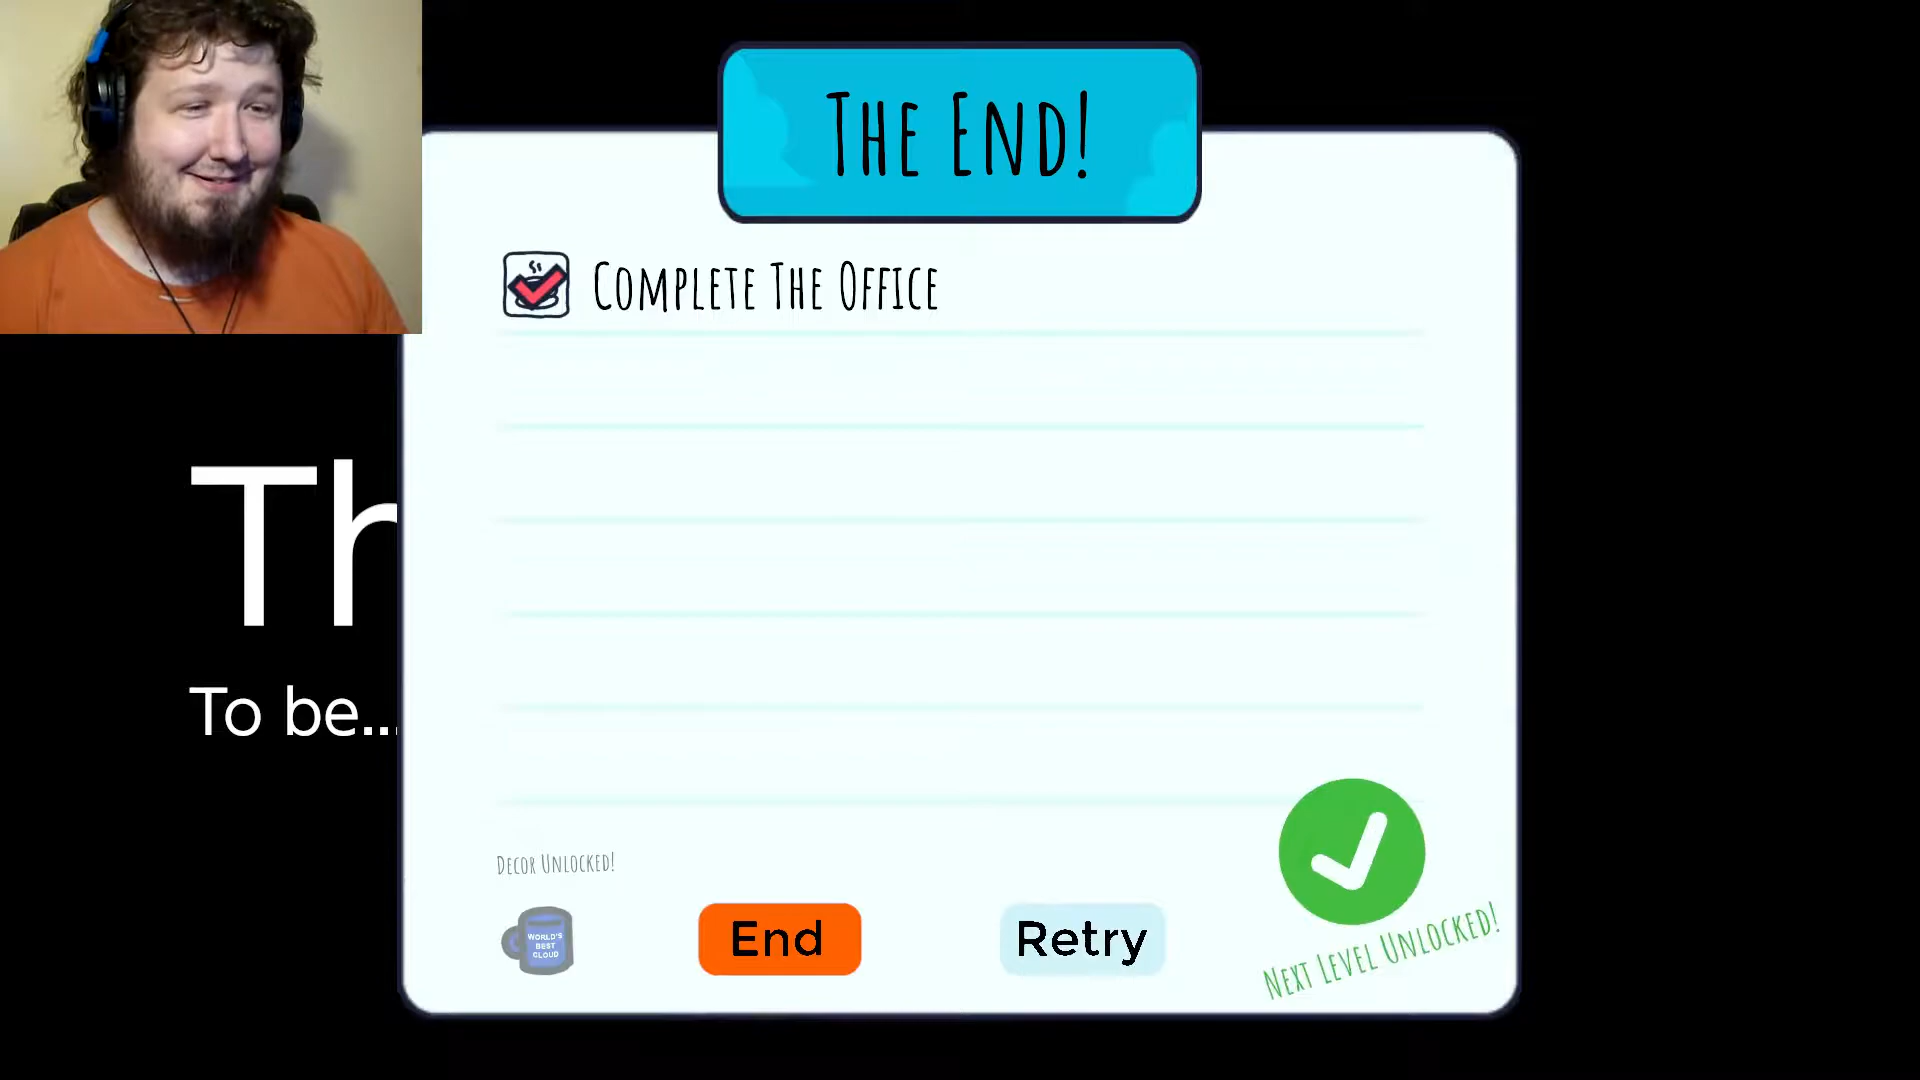 The End!
Complete The Office
Th
To be...
Decor Unlocked!
WORLD'S
BEST
CLOUD
End
Retry
Next Level Unlocked!